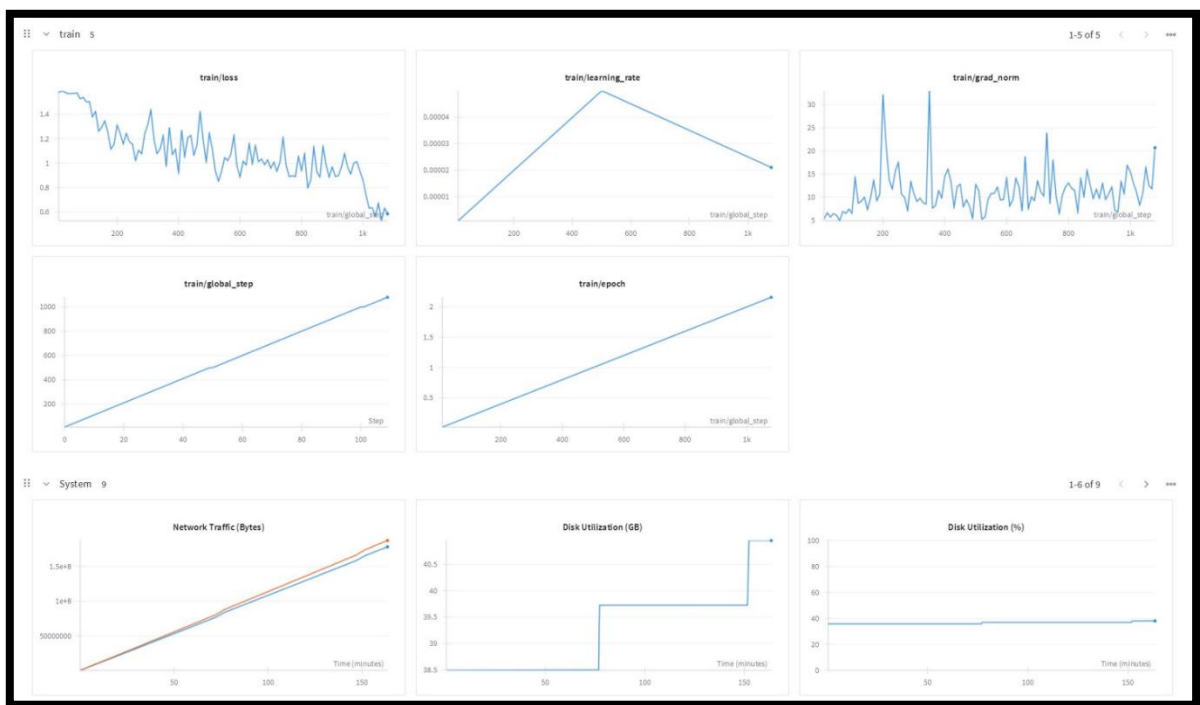 train 5
1-5 of 5
train/loss
1.4
1.2
1
0.8
0.6
train/global_step
200
400
600
800
1k
train/learning_rate
0.00004
0.00003
0.00002
0.00001
train/global_step
200
400
600
800
1k
train/grad_norm
30
25
20
15
10
5
train/global_step
200
400
600
800
1k
train/global_step
1000
800
600
400
200
Step
0
20
40
60
80
100
train/epoch
2
1.5
1
0.5
train/global_step
200
400
600
800
1k
System 9
1-6 of 9
Network Traffic (Bytes)
1.5e+8
1e+8
50000000
Time (minutes)
50
100
150
Disk Utilization (GB)
40.5
40
39.5
39
38.5
Time (minutes)
50
100
150
Disk Utilization (%)
100
80
60
40
20
0
Time (minutes)
50
100
150